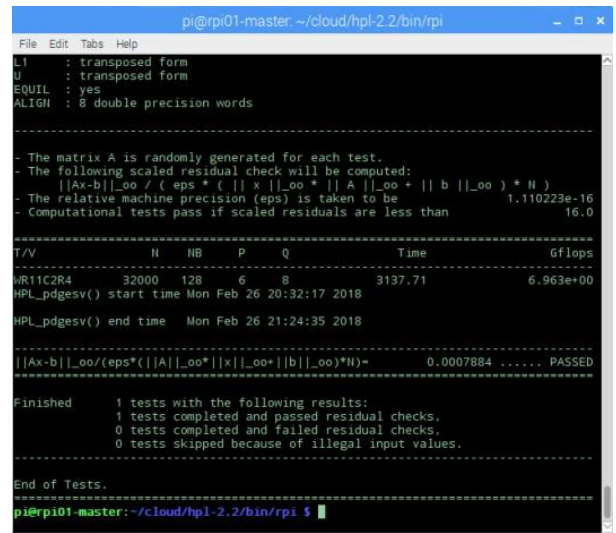 pi@rpi01-master: ~/cloud/hpl-2.2/bin/rpi
File Edit Tabs Help
L1     : transposed form
U      : transposed form
EQUIL  : yes
ALIGN  : 8 double precision words
--------------------------------------------------------------------------------
- The matrix A is randomly generated for each test.
- The following scaled residual check will be computed:
      ||Ax-b||_oo / ( eps * ( || x ||_oo * || A ||_oo + || b ||_oo ) * N )
- The relative machine precision (eps) is taken to be               1.110223e-16
- Computational tests pass if scaled residuals are less than                16.0
================================================================================
T/V                N    NB     P     Q               Time                 Gflops
--------------------------------------------------------------------------------
WR11C2R4       32000   128     6     8            3137.71              6.963e+00
HPL_pdgesv() start time Mon Feb 26 20:32:17 2018
HPL_pdgesv() end time   Mon Feb 26 21:24:35 2018
--------------------------------------------------------------------------------
||Ax-b||_oo/(eps*(||A||_oo*||x||_oo+||b||_oo)*N)=        0.0007884 ...... PASSED
================================================================================
Finished      1 tests with the following results:
              1 tests completed and passed residual checks,
              0 tests completed and failed residual checks,
              0 tests skipped because of illegal input values.
--------------------------------------------------------------------------------
End of Tests.
================================================================================
pi@rpi01-master:~/cloud/hpl-2.2/bin/rpi $